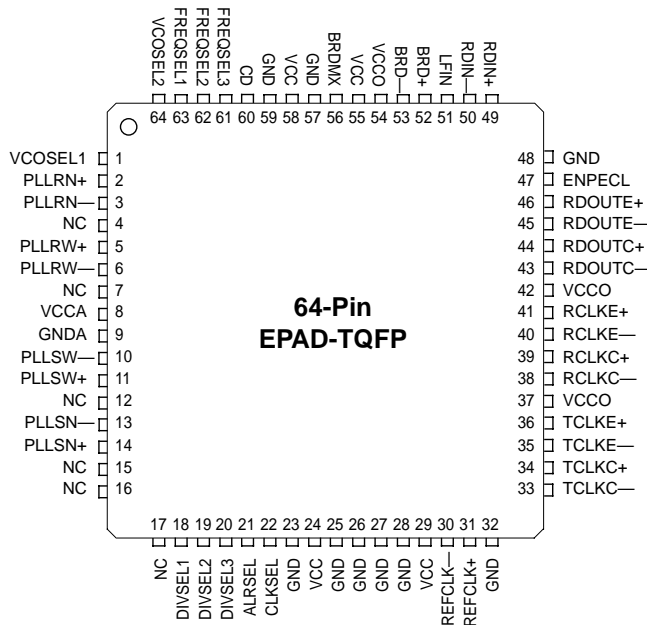 VCOSEL2 FREQSEL1 FREQSEL2 FREQSEL3 CD GND VCC GND BRDMX VCC VCCO BRD— BRD+ LFIN RDIN— RDIN+
64 63 62 61 60 59 58 57 56 55 54 53 52 51 50 49
VCOSEL1 1
PLLRN+ 2
PLLRN— 3
NC 4
PLLRW+ 5
PLLRW— 6
NC 7
VCCA 8
GNDA 9
PLLSW— 10
PLLSW+ 11
NC 12
PLLSN— 13
PLLSN+ 14
NC 15
NC 16
64-Pin
EPAD-TQFP
48 GND
47 ENPECL
46 RDOUTE+
45 RDOUTE—
44 RDOUTC+
43 RDOUTC—
42 VCCO
41 RCLKE+
40 RCLKE—
39 RCLKC+
38 RCLKC—
37 VCCO
36 TCLKE+
35 TCLKE—
34 TCLKC+
33 TCLKC—
17 18 19 20 21 22 23 24 25 26 27 28 29 30 31 32
NC DIVSEL1 DIVSEL2 DIVSEL3 ALRSEL CLKSEL GND VCC GND GND GND GND VCC REFCLK— REFCLK+ GND